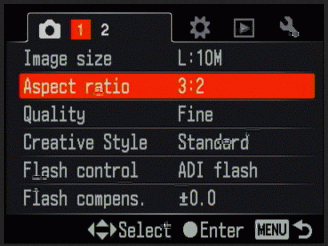 1 2
Image size L:10M
Aspect ratio 3:2
Quality Fine
Creative Style Standard
Flash control ADI flash
Flash compens. ±0.0
Select Enter MENU